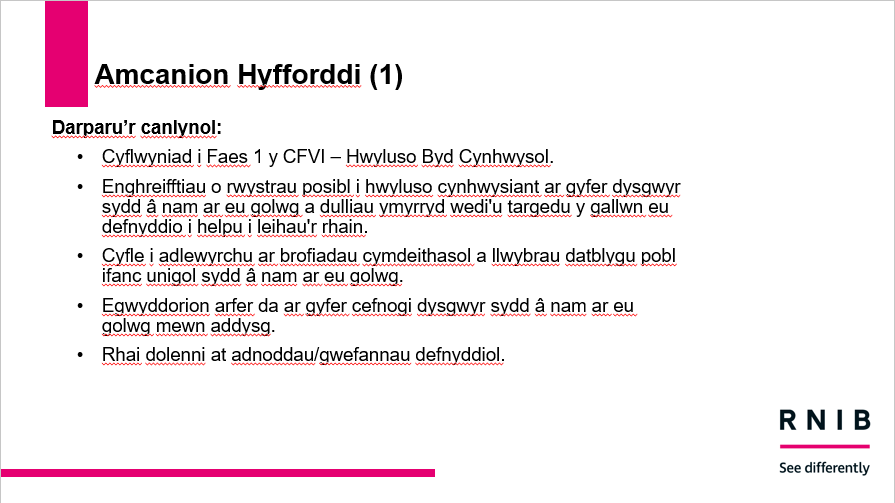 Amcanion Hyfforddi (1)
Darparu’r canlynol:
• Cyflwyniad i Faes 1 y CFVI – Hwyluso Byd Cynhwysol.
• Enghreifftiau o rwystrau posibl i hwyluso cynhwysiant ar gyfer dysgwyr
sydd â nam ar eu golwg a dulliau ymyrryd wedi'u targedu y gallwn eu
defnyddio i helpu i leihau'r rhain.
• Cyfle i adlewyrchu ar brofiadau cymdeithasol a llwybrau datblygu pobl
ifanc unigol sydd â nam ar eu golwg.
• Egwyddorion arfer da ar gyfer cefnogi dysgwyr sydd â nam ar eu
golwg mewn addysg.
• Rhai dolenni at adnoddau/gwefannau defnyddiol.
RNIB
See differently